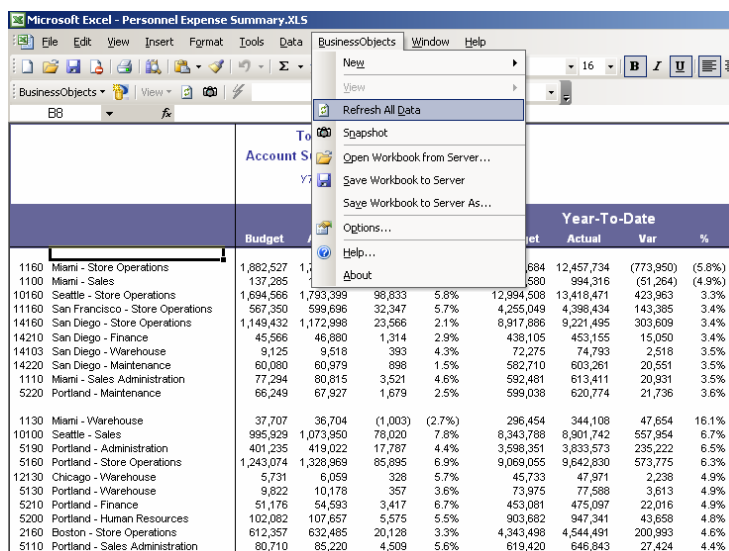 Microsoft Excel - Personnel Expense Summary.XLS
File Edit View Insert Format Tools Data BusinessObjects Window Help
16 B I U
BusinessObjects View
B8 fx
New
View
Refresh All Data
Snapshot
Open Workbook from Server...
Save Workbook to Server
Save Workbook to Server As...
Options...
Help...
About
To
Account S
Year-To-Date
Budget Actual Var %
1160 Miami - Store Operations 1,882,527 12,457,734 (773,950) (5.8%)
1100 Miami - Sales 137,285 994,316 (51,264) (4.9%)
10160 Seattle - Store Operations 1,694,566 1,793,399 98,833 5.8% 12,994,508 13,418,471 423,963 3.3%
11160 San Francisco - Store Operations 567,350 599,696 32,347 5.7% 4,255,049 4,398,434 143,385 3.4%
14160 San Diego - Store Operations 1,149,432 1,172,998 23,566 2.1% 8,917,886 9,221,495 303,609 3.4%
14210 San Diego - Finance 45,566 46,880 1,314 2.9% 438,105 453,155 15,050 3.4%
14103 San Diego - Warehouse 9,125 9,518 393 4.3% 72,275 74,793 2,518 3.5%
14220 San Diego - Maintenance 60,080 60,979 898 1.5% 582,710 603,261 20,551 3.5%
1110 Miami - Sales Administration 77,294 80,815 3,521 4.6% 592,481 613,411 20,931 3.5%
5220 Portland - Maintenance 66,249 67,927 1,679 2.5% 599,038 620,774 21,736 3.6%
1130 Miami - Warehouse 37,707 36,704 (1,003) (2.7%) 296,454 344,108 47,654 16.1%
10100 Seattle - Sales 995,929 1,073,950 78,020 7.8% 8,343,788 8,901,742 557,954 6.7%
5190 Portland - Administration 401,235 419,022 17,787 4.4% 3,598,351 3,833,573 235,222 6.5%
5160 Portland - Store Operations 1,243,074 1,328,969 85,895 6.9% 9,069,055 9,642,830 573,775 6.3%
12130 Chicago - Warehouse 5,731 6,059 328 5.7% 45,733 47,971 2,238 4.9%
5130 Portland - Warehouse 9,822 10,178 357 3.6% 73,975 77,588 3,613 4.9%
5210 Portland - Finance 51,176 54,593 3,417 6.7% 453,081 475,097 22,016 4.9%
5200 Portland - Human Resources 102,082 107,657 5,575 5.5% 903,682 947,341 43,658 4.8%
2160 Boston - Store Operations 612,357 632,485 20,128 3.3% 4,343,498 4,544,491 200,993 4.6%
5110 Portland - Sales Administration 80,710 85,220 4,509 5.6% 619,420 646,843 27,424 4.4%